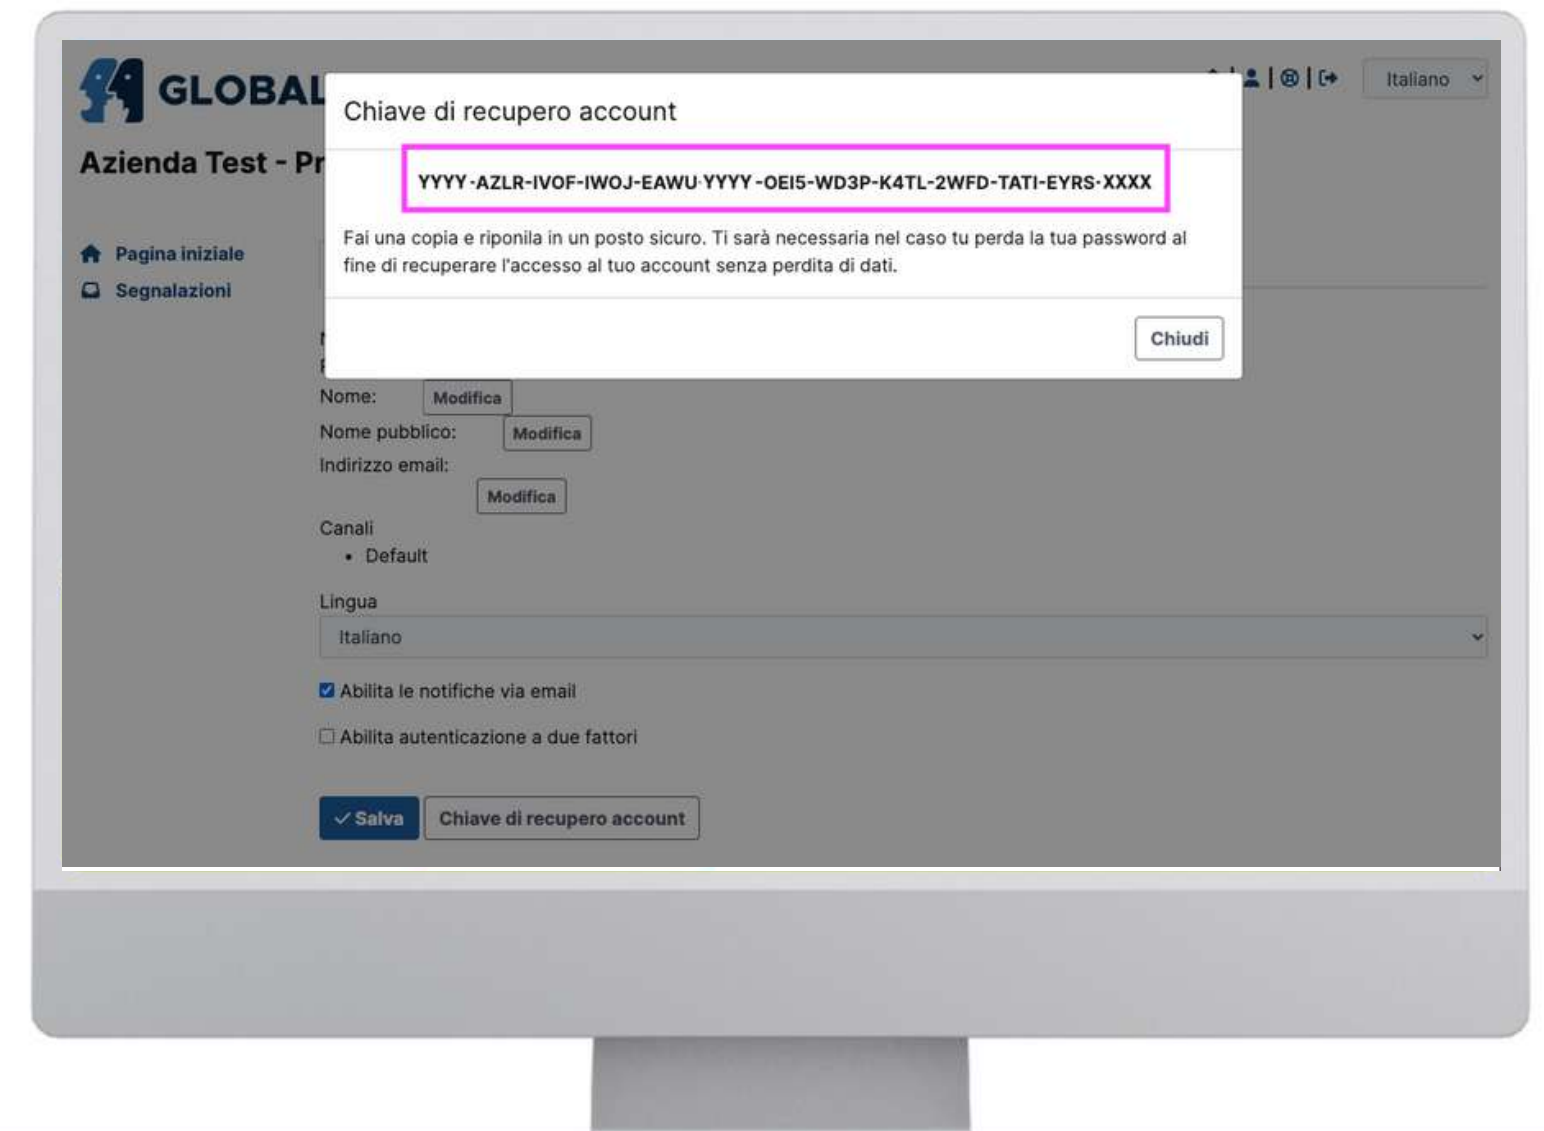 GLOBAL
Italiano
Azienda Test - Pr
Chiave di recupero account
YYYY-AZLR-IVOF-IWOJ-EAWU-YYYY-OEI5-WD3P-K4TL-2WFD-TATI-EYRS-XXXX
Fai una copia e riponila in un posto sicuro. Ti sarà necessaria nel caso tu perda la tua password al
fine di recuperare l'accesso al tuo account senza perdita di dati.
Chiudi
Pagina iniziale
Segnalazioni
Nome: Modifica
Nome pubblico: Modifica
Indirizzo email:
Modifica
Canali
• Default
Lingua
Italiano
Abilita le notifiche via email
Abilita autenticazione a due fattori
Salva Chiave di recupero account